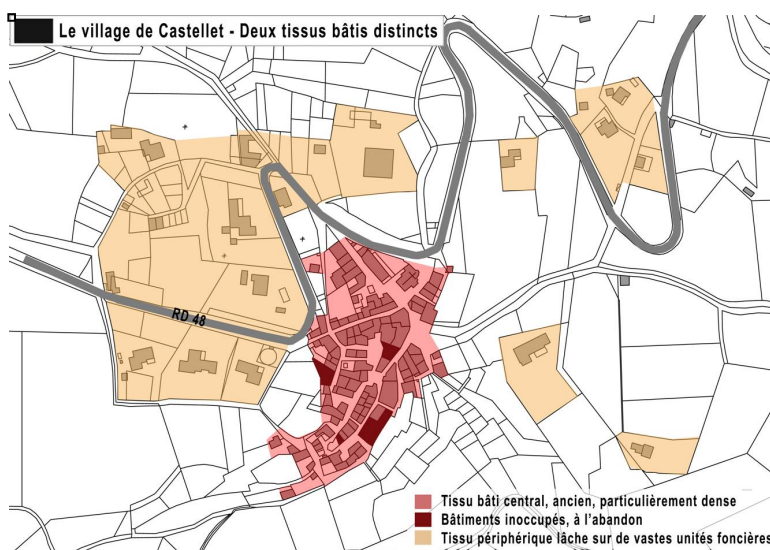 Le village de Castellet - Deux tissus bâtis distincts
RD 48
Tissu bâti central, ancien, particulièrement dense
Bâtiments inoccupés, à l'abandon
Tissu périphérique lâche sur de vastes unités foncières